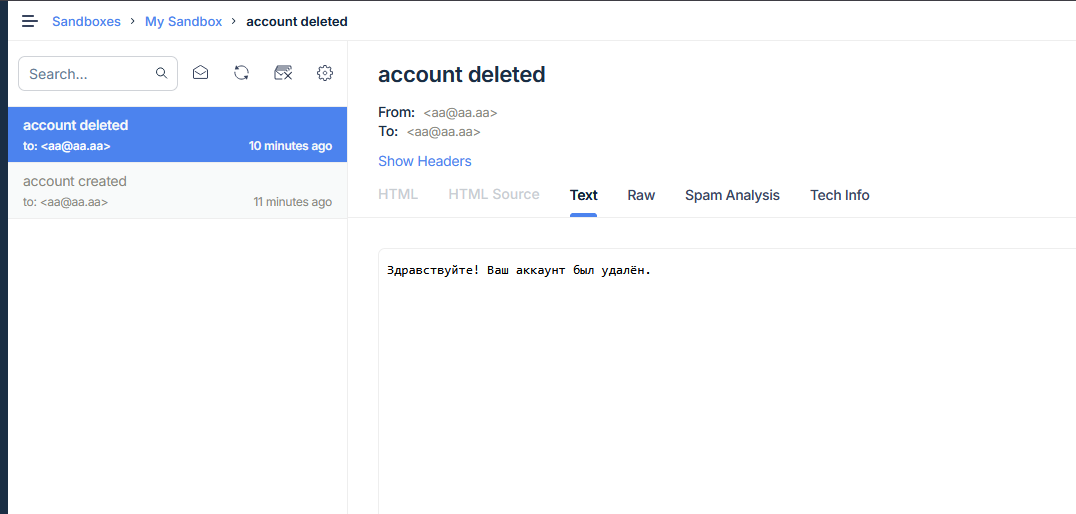 Sandboxes › My Sandbox › account deleted
Search...
account deleted
to: <aa@aa.aa> 10 minutes ago
account created
to: <aa@aa.aa> 11 minutes ago
account deleted
From: <aa@aa.aa>
To: <aa@aa.aa>
Show Headers
HTML HTML Source Text Raw Spam Analysis Tech Info
Здравствуйте! Ваш аккаунт был удалён.